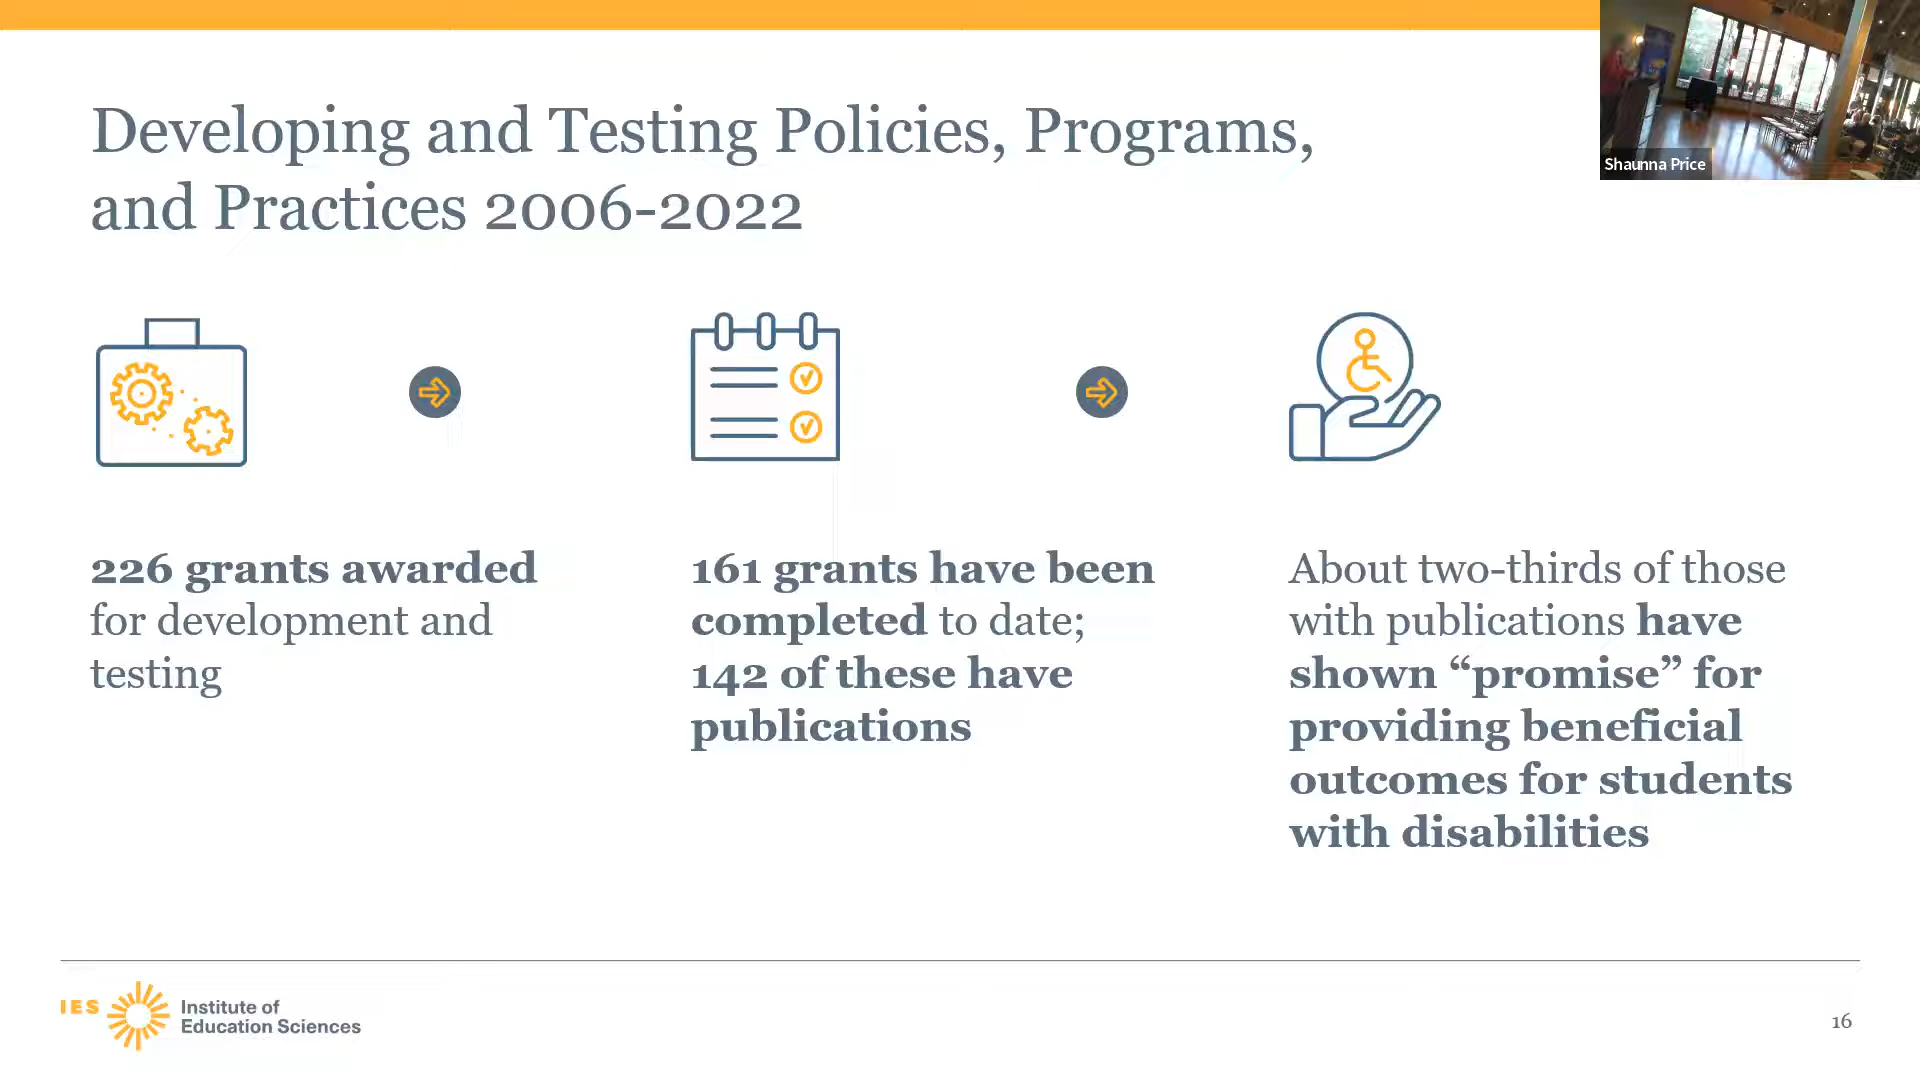 Developing and Testing Policies, Programs,
and Practices 2006-2022
Shaunna Price
226 grants awarded
for development and
testing
161 grants have been
completed to date;
142 of these have
publications
About two-thirds of those
with publications have
shown “promise” for
providing beneficial
outcomes for students
with disabilities
IES
Institute of
Education Sciences
16